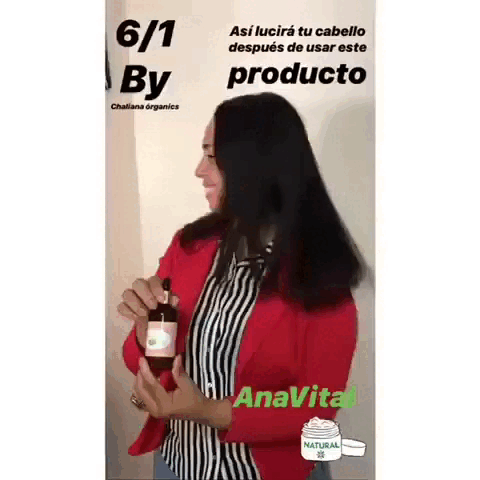 6/1
By
Chaliana órganics
Así lucirá tu cabello
después de usar este
producto
AnaVital
NATURAL